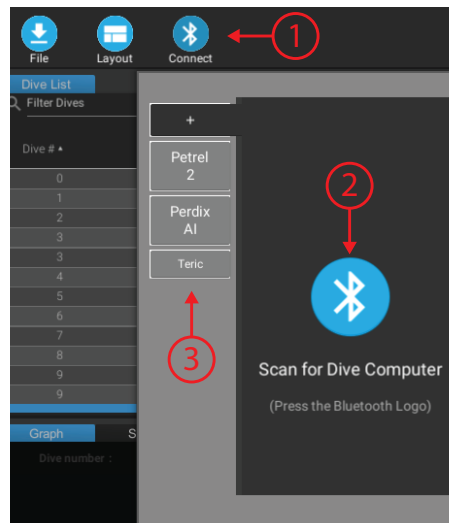 File
Layout
Connect
1
Dive List
Filter Dives
Dive #
0
1
2
3
3
4
5
6
7
8
9
9
Graph
S
Dive number :
+
Petrel
2
Perdix
AI
Teric
3
2
Scan for Dive Computer
(Press the Bluetooth Logo)